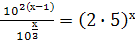 10^{2(x-1)} / 10^{x/3} = (2 · 5)^x